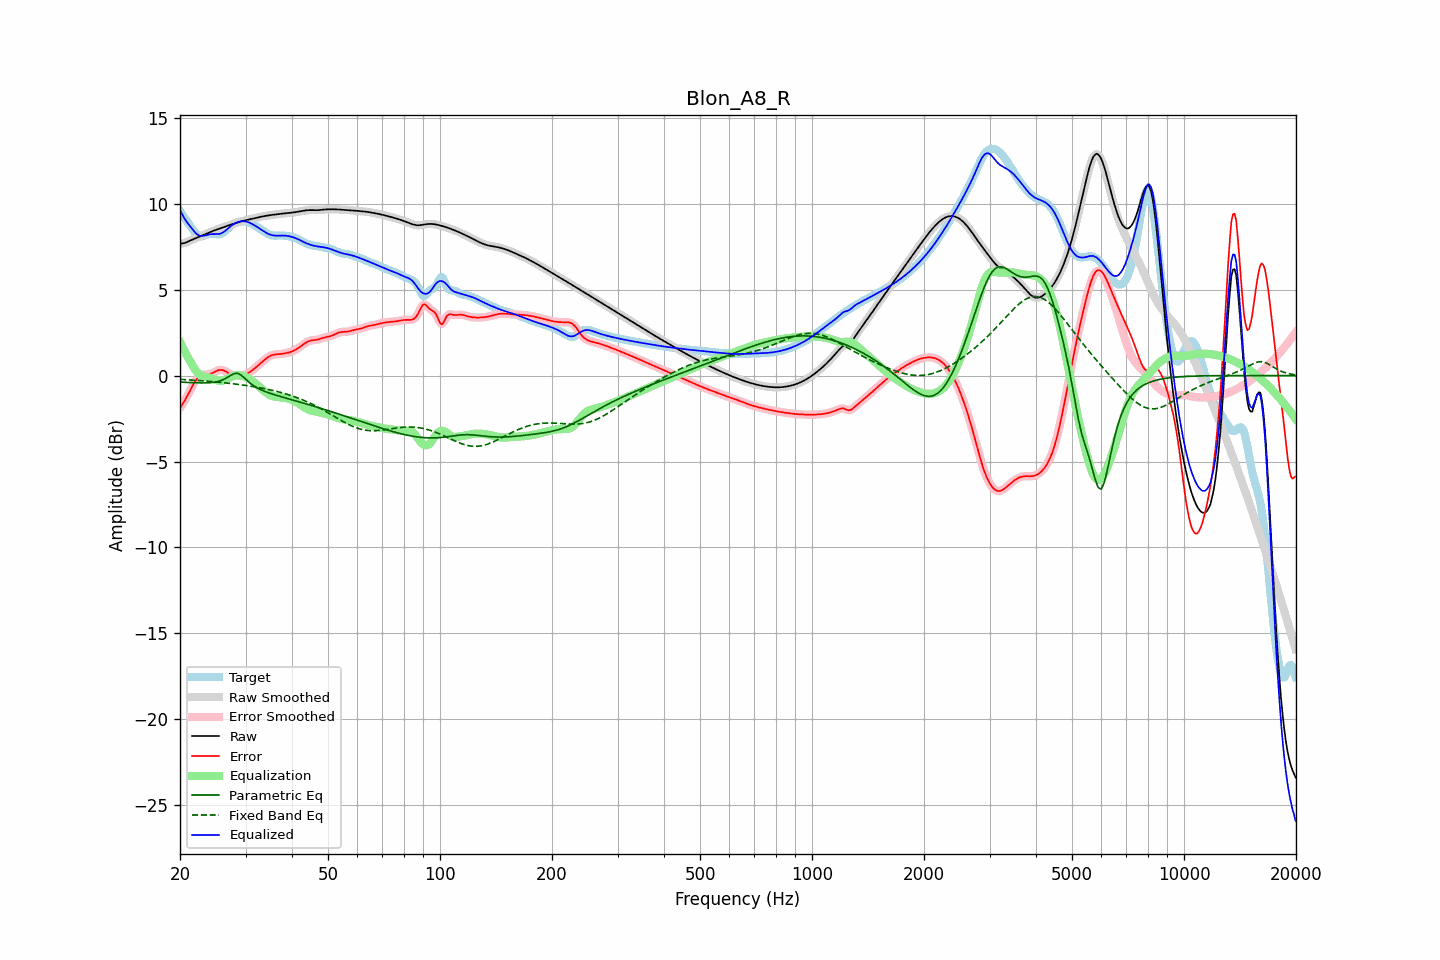 Blon_A8_R
15
10
5
0
−5
−10
−15
−20
−25
Amplitude (dBr)
Target
Raw Smoothed
Error Smoothed
Raw
Error
Equalization
Parametric Eq
Fixed Band Eq
Equalized
20 50 100 200 500 1000 2000 5000 10000 20000
Frequency (Hz)